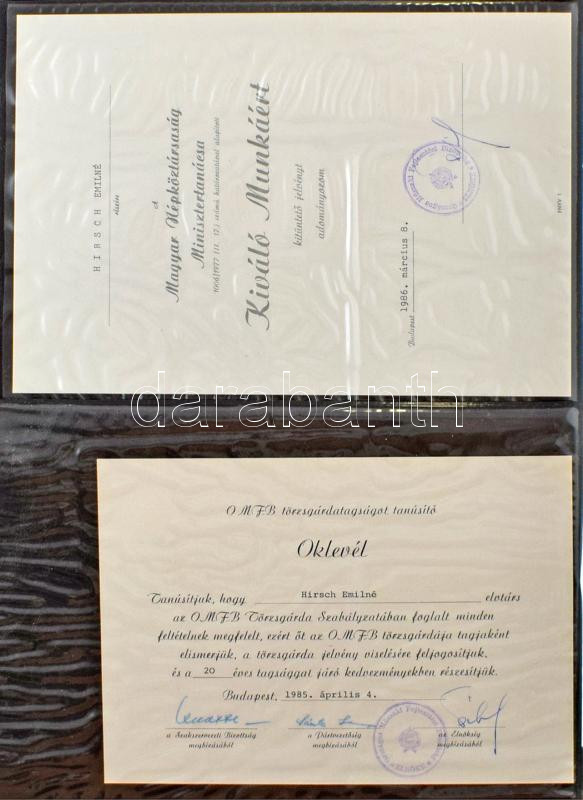 HIRSCH EMILNÉ
részére
A
Magyar Népköztársaság
Minisztertanácsa
által alapított
Kiváló Munkáért
kitüntető jelvényt
adományozom
Budapest 1986. március 8.
darabanth
OMFB törzsgárdatagságot tanúsító
Oklevél
Tanúsítjuk, hogy Hirsch Emilné elvtárs
az OMFB Törzsgárda Szabályzatában foglalt minden
feltételnek megfelelt, ezért őt az OMFB törzsgárdája tagjaként
elismerjük, a törzsgárda jelvény viselésére feljogosítjuk,
és a 20 éves tagsággal járó kedvezményekben részesítjük.
Budapest, 1985. április 4.
a Szakszervezeti Bizottság
megbízásából
a Pártvezetőség
megbízásából
az Elnökség
megbízásából